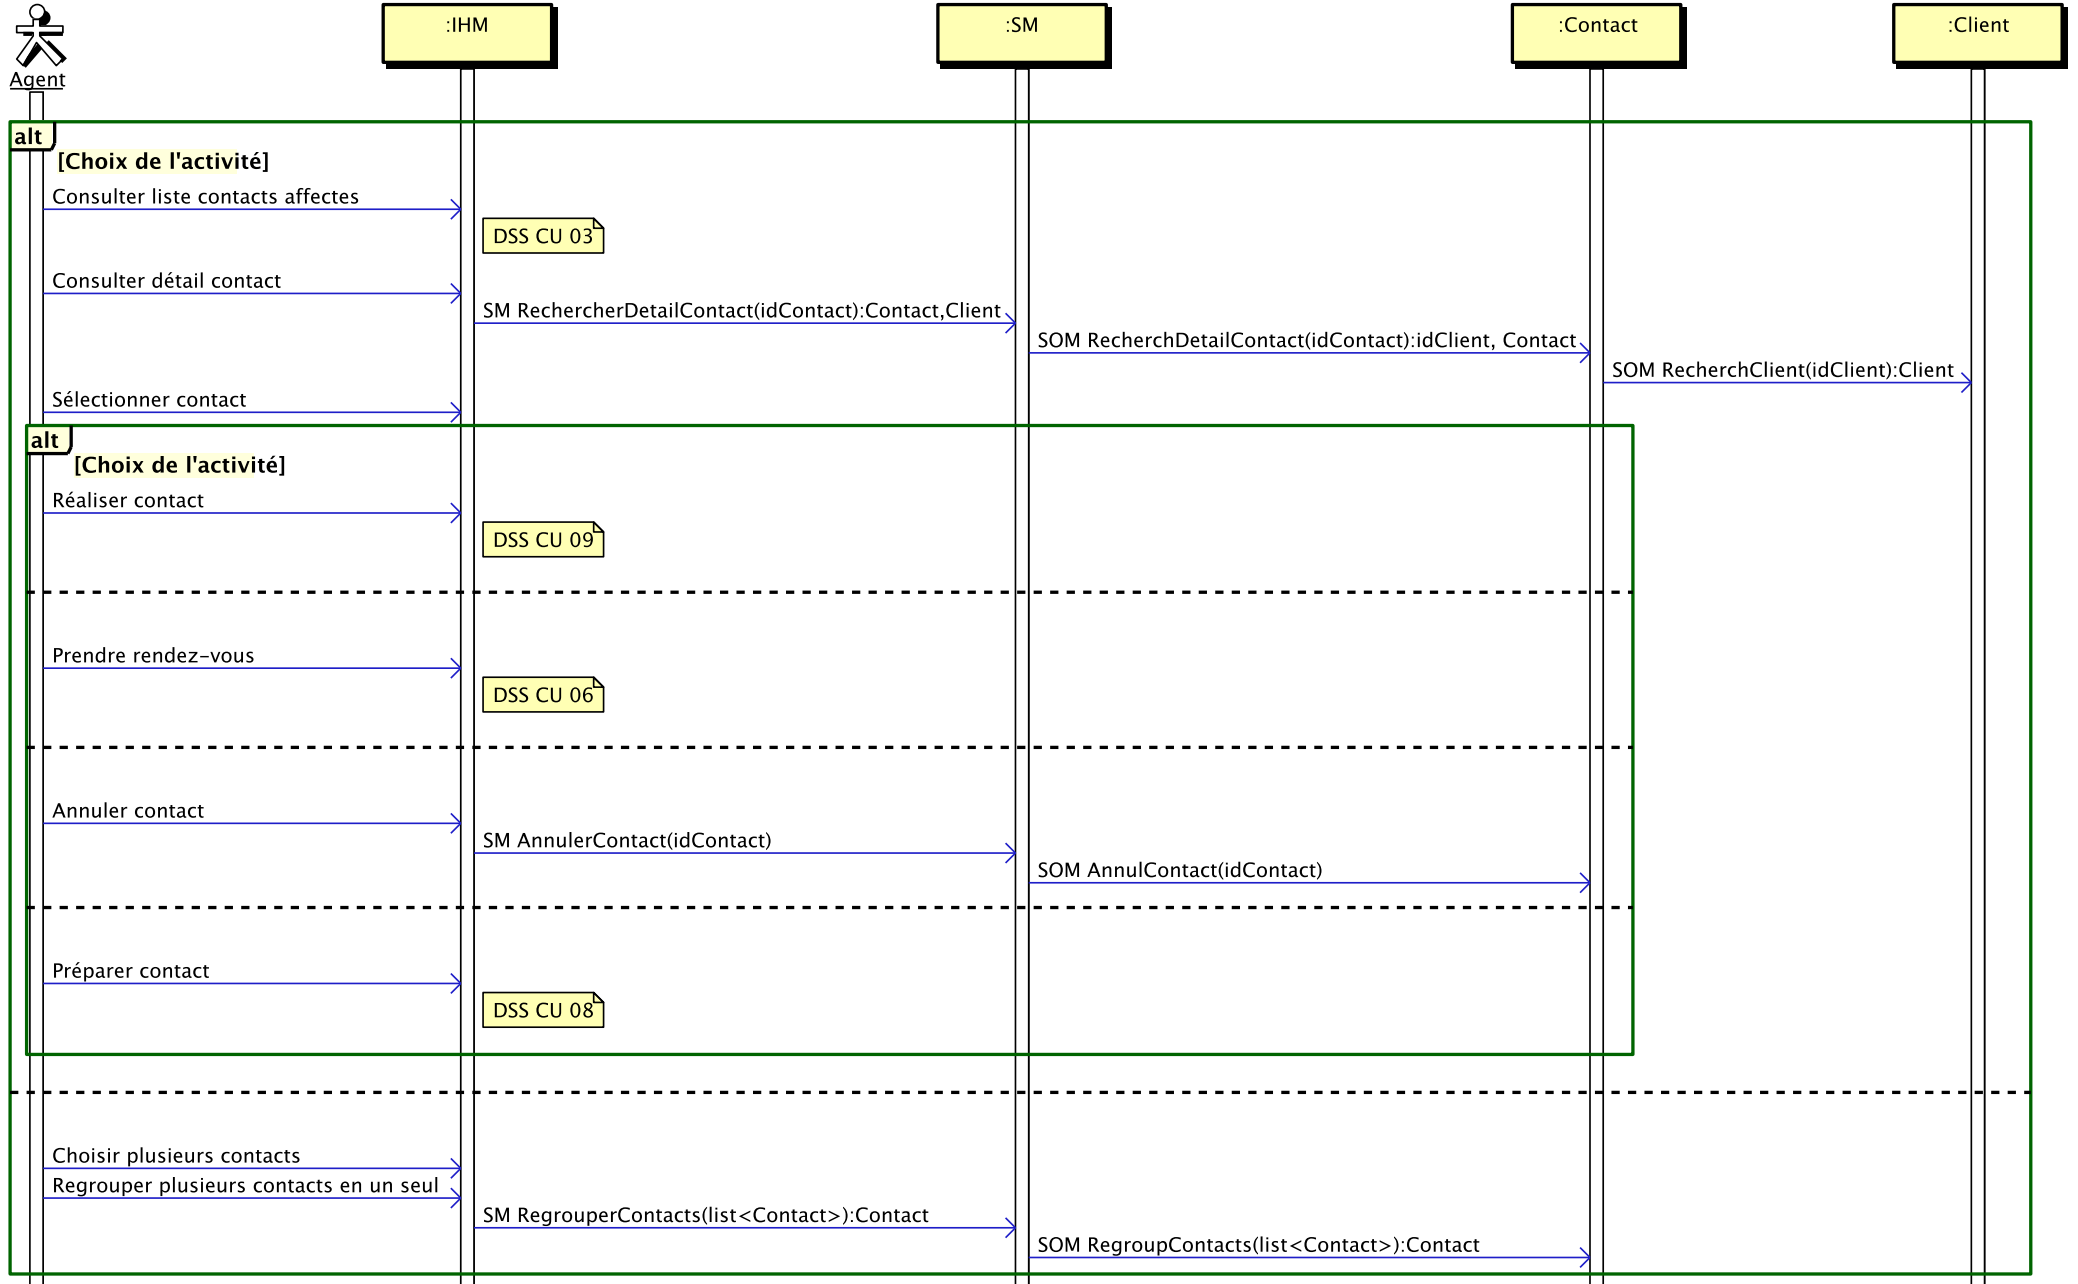 Agent
:IHM
:SM
:Contact
:Client
alt
[Choix de l'activité]
Consulter liste contacts affectes
DSS CU 03
Consulter détail contact
SM RechercherDetailContact(idContact):Contact,Client
SOM RecherchDetailContact(idContact):idClient, Contact
SOM RecherchClient(idClient):Client
Sélectionner contact
alt
[Choix de l'activité]
Réaliser contact
DSS CU 09
Prendre rendez-vous
DSS CU 06
Annuler contact
SM AnnulerContact(idContact)
SOM AnnulContact(idContact)
Préparer contact
DSS CU 08
Choisir plusieurs contacts
Regrouper plusieurs contacts en un seul
SM RegrouperContacts(list<Contact>):Contact
SOM RegroupContacts(list<Contact>):Contact